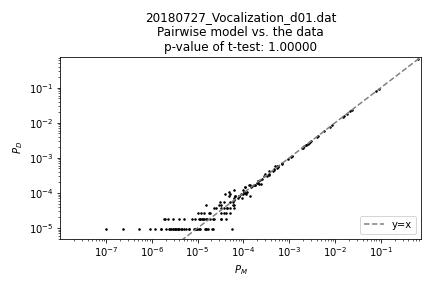 20180727_Vocalization_d01.dat
Pairwise model vs. the data
p-value of t-test: 1.00000
10⁻¹
10⁻²
10⁻³
10⁻⁴
10⁻⁵
P_D
y=x
10⁻⁷ 10⁻⁶ 10⁻⁵ 10⁻⁴ 10⁻³ 10⁻² 10⁻¹
P_M